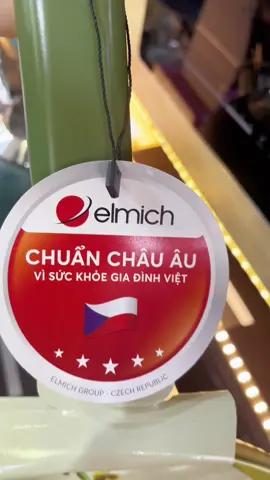 elmich
CHUẨN CHÂU ÂU
VÌ SỨC KHỎE GIA ĐÌNH VIỆT
ELMICH GROUP - CZECH REPUBLIC